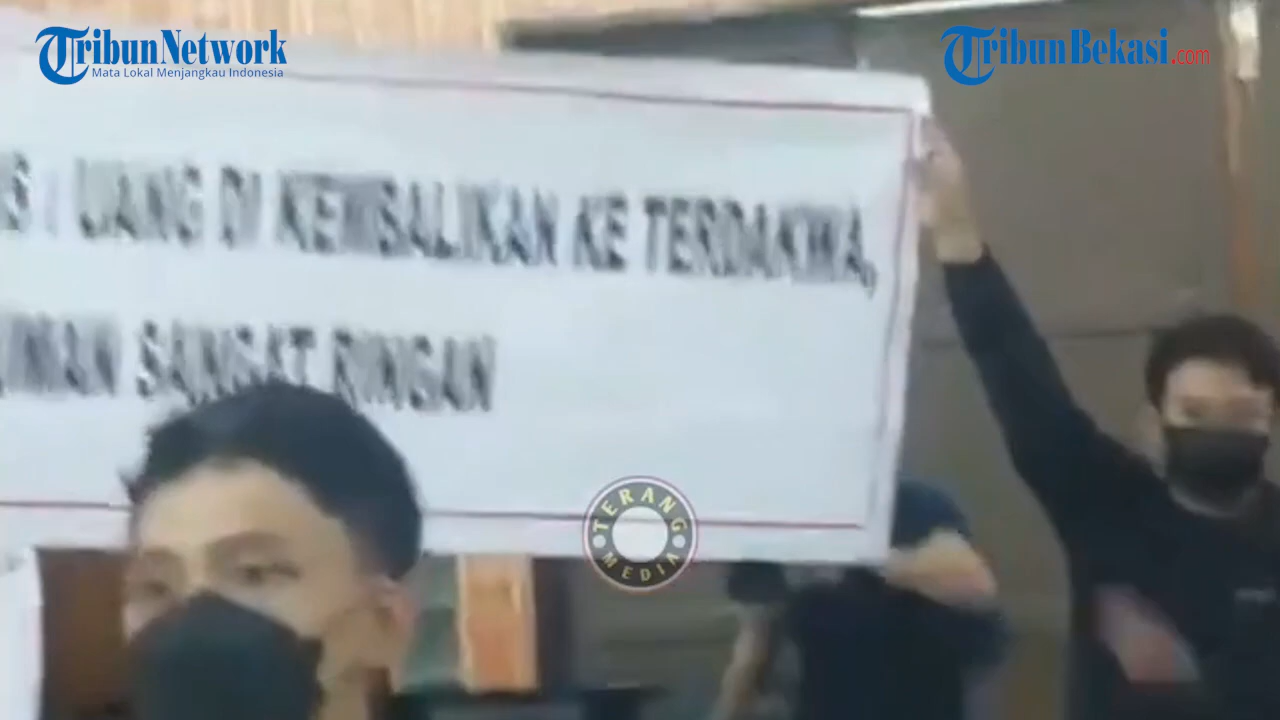 TribunNetwork
Mata Lokal Menjangkau Indonesia
TribunBekasi.com
UANG DI KEMBALIKAN KE TERDAKWA,
SANGAT RINGAN
TERANG
MEDIA